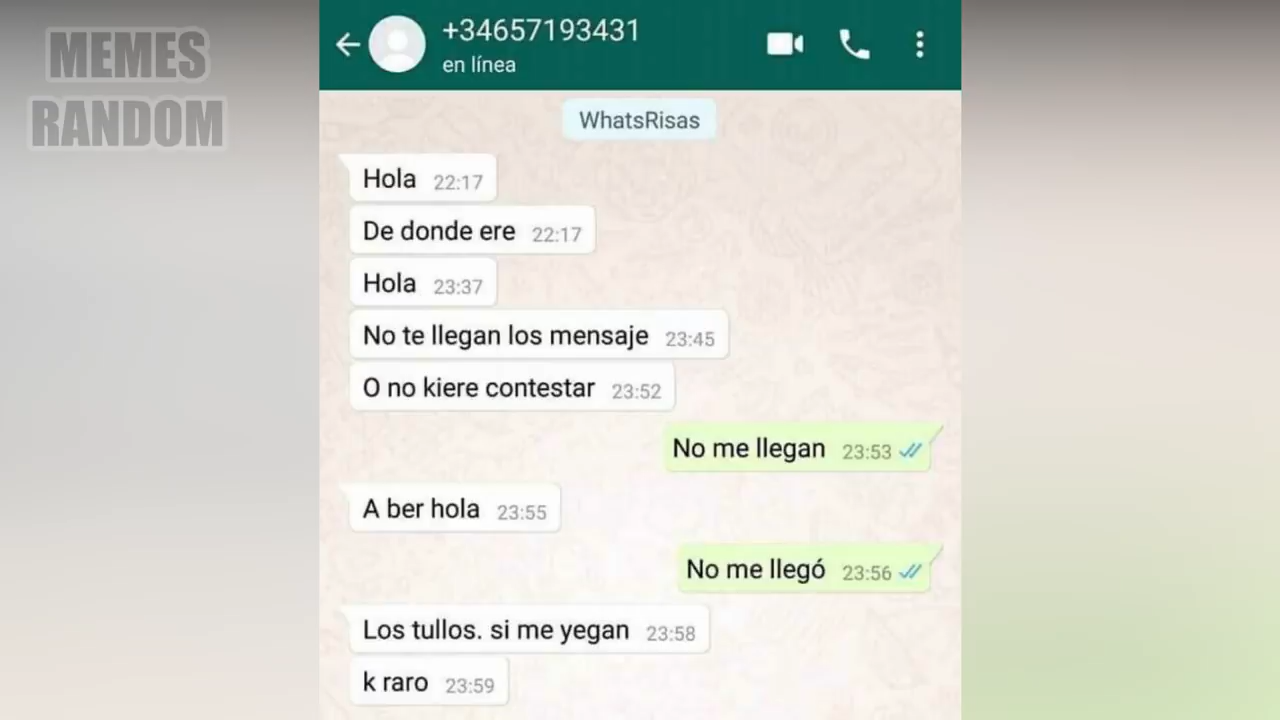 MEMES
RANDOM
+34657193431
en línea
WhatsRisas
Hola 22:17
De donde ere 22:17
Hola 23:37
No te llegan los mensaje 23:45
O no kiere contestar 23:52
No me llegan 23:53
A ber hola 23:55
No me llegó 23:56
Los tullos. si me yegan 23:58
k raro 23:59